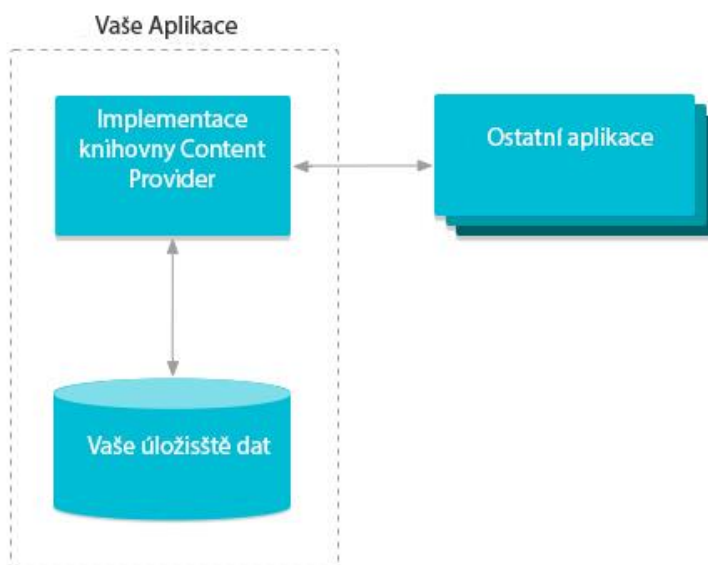 Vaše Aplikace
Implementace
knihovny Content
Provider
Ostatní aplikace
Vaše úložisště dat